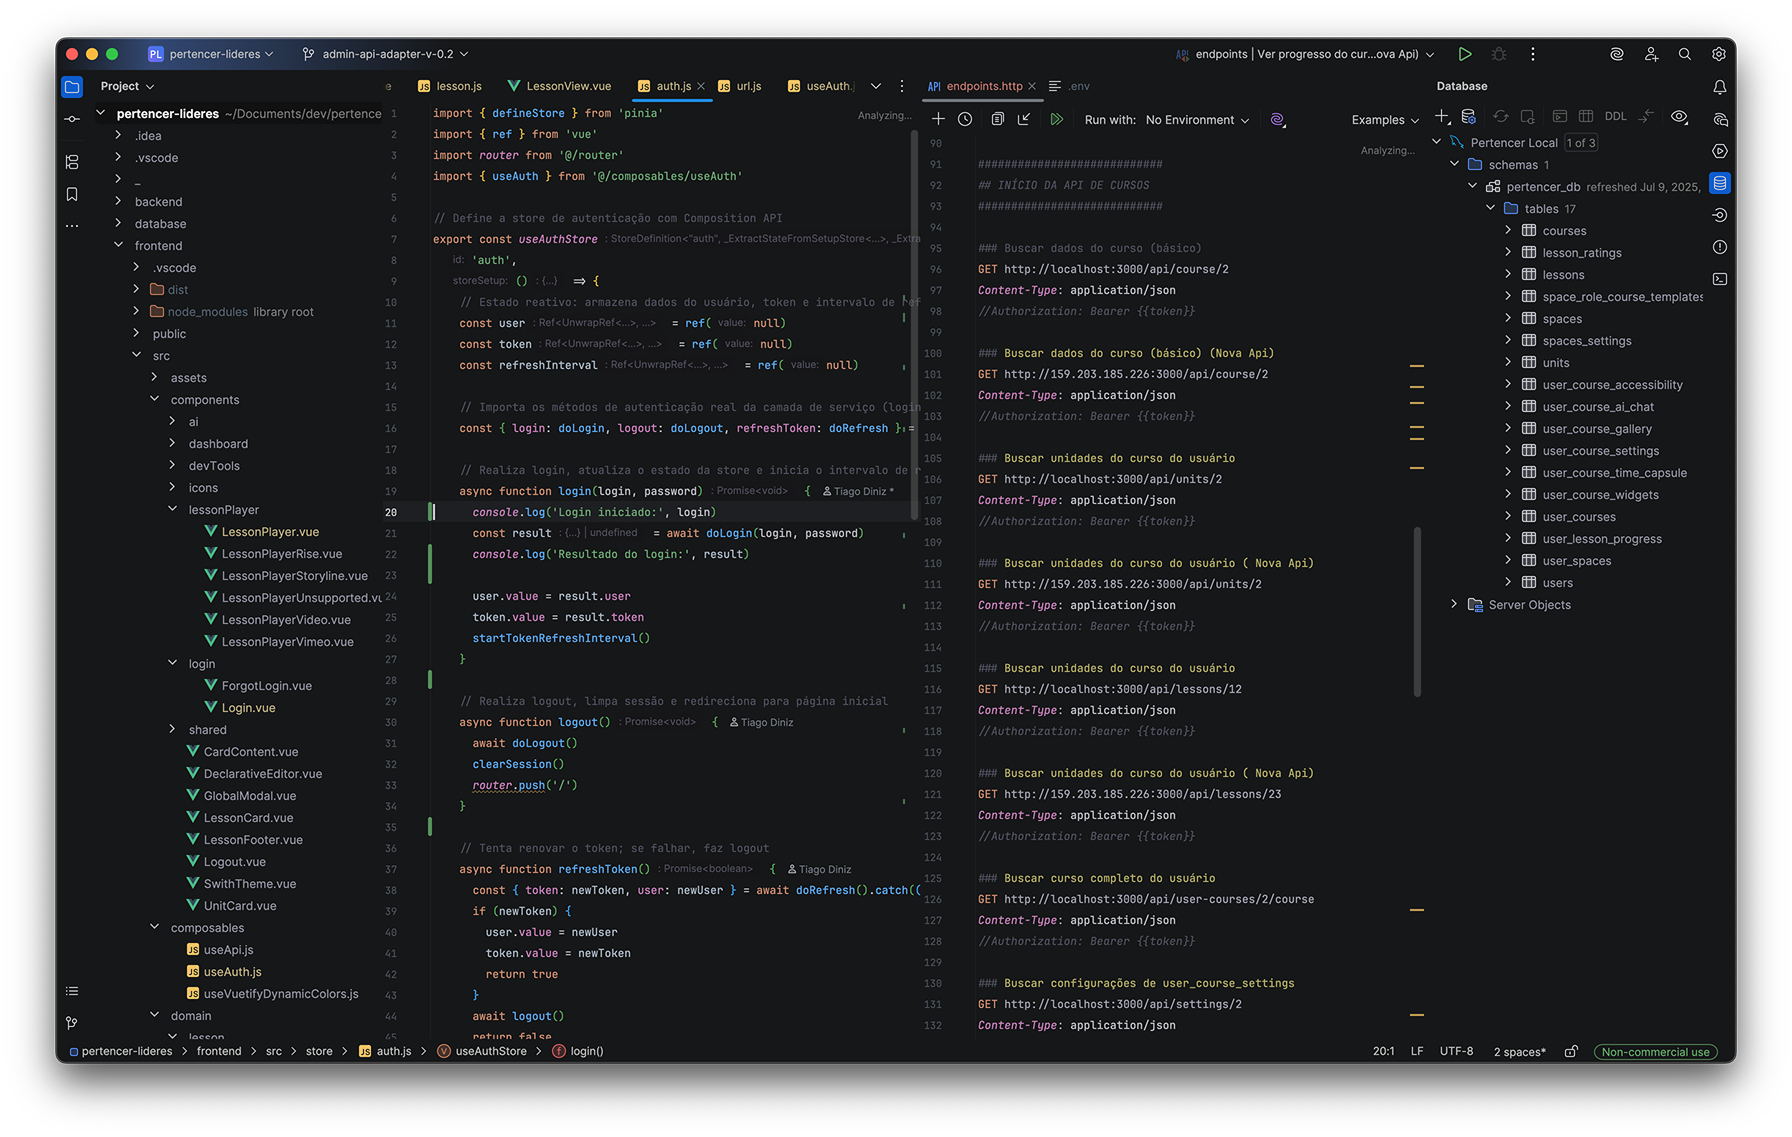 PL pertencer-lideres
admin-api-adapter-v-0.2
API endpoints | Ver progresso do cur...ova Api)
Project
pertencer-lideres ~/Documents/dev/pertence
.idea
.vscode
_
backend
database
frontend
.vscode
dist
node_modules library root
public
src
assets
components
ai
dashboard
devTools
icons
lessonPlayer
LessonPlayer.vue
LessonPlayerRise.vue
LessonPlayerStoryline.vue
LessonPlayerUnsupported.vu
LessonPlayerVideo.vue
LessonPlayerVimeo.vue
login
ForgotLogin.vue
Login.vue
shared
CardContent.vue
DeclarativeEditor.vue
GlobalModal.vue
LessonCard.vue
LessonFooter.vue
Logout.vue
SwithTheme.vue
UnitCard.vue
composables
JS useApi.js
JS useAuth.js
JS useVuetifyDynamicColors.js
domain
lesson
e JS lesson.js LessonView.vue JS auth.js JS url.js JS useAuth.
Analyzing...
1 import { defineStore } from 'pinia'
2 import { ref } from 'vue'
3 import router from '@/router'
4 import { useAuth } from '@/composables/useAuth'
5
6 // Define a store de autenticação com Composition API
7 export const useAuthStore : StoreDefinition<"auth", _ExtractStateFromSetupStore<...>, _Extra
8 id: 'auth',
9 storeSetup: () : {...} => {
10 // Estado reativo: armazena dados do usuário, token e intervalo de ref
11 const user : Ref<UnwrapRef<...>, ...> = ref( value: null)
12 const token : Ref<UnwrapRef<...>, ...> = ref( value: null)
13 const refreshInterval : Ref<UnwrapRef<...>, ...> = ref( value: null)
14
15 // Importa os métodos de autenticação real da camada de serviço (login
16 const { login: doLogin, logout: doLogout, refreshToken: doRefresh } =
17
18 // Realiza login, atualiza o estado da store e inicia o intervalo de r
19 async function login(login, password) : Promise<void> { Tiago Diniz *
20 console.log('Login iniciado:', login)
21 const result : {...} | undefined = await doLogin(login, password)
22 console.log('Resultado do login:', result)
23
24 user.value = result.user
25 token.value = result.token
26 startTokenRefreshInterval()
27 }
28
29 // Realiza logout, limpa sessão e redireciona para página inicial
30 async function logout() : Promise<void> { Tiago Diniz
31 await doLogout()
32 clearSession()
33 router.push('/')
34 }
35
36 // Tenta renovar o token; se falhar, faz logout
37 async function refreshToken() : Promise<boolean> { Tiago Diniz
38 const { token: newToken, user: newUser } = await doRefresh().catch((
39 if (newToken) {
40 user.value = newUser
41 token.value = newToken
42 return true
43 }
44 await logout()
45 return false
API endpoints.http .env
Run with: No Environment Examples
Analyzing...
90
91 ############################
92 ## INÍCIO DA API DE CURSOS
93 ############################
94
95 ### Buscar dados do curso (básico)
96 GET http://localhost:3000/api/course/2
97 Content-Type: application/json
98 //Authorization: Bearer {{token}}
99
100 ### Buscar dados do curso (básico) (Nova Api)
101 GET http://159.203.185.226:3000/api/course/2
102 Content-Type: application/json
103 //Authorization: Bearer {{token}}
104
105 ### Buscar unidades do curso do usuário
106 GET http://localhost:3000/api/units/2
107 Content-Type: application/json
108 //Authorization: Bearer {{token}}
109
110 ### Buscar unidades do curso do usuário ( Nova Api)
111 GET http://159.203.185.226:3000/api/units/2
112 Content-Type: application/json
113 //Authorization: Bearer {{token}}
114
115 ### Buscar unidades do curso do usuário
116 GET http://localhost:3000/api/lessons/12
117 Content-Type: application/json
118 //Authorization: Bearer {{token}}
119
120 ### Buscar unidades do curso do usuário ( Nova Api)
121 GET http://159.203.185.226:3000/api/lessons/23
122 Content-Type: application/json
123 //Authorization: Bearer {{token}}
124
125 ### Buscar curso completo do usuário
126 GET http://localhost:3000/api/user-courses/2/course
127 Content-Type: application/json
128 //Authorization: Bearer {{token}}
129
130 ### Buscar configurações de user_course_settings
131 GET http://localhost:3000/api/settings/2
132 Content-Type: application/json
Database
DDL
Pertencer Local 1 of 3
schemas 1
pertencer_db refreshed Jul 9, 2025,
tables 17
courses
lesson_ratings
lessons
space_role_course_templates
spaces
spaces_settings
units
user_course_accessibility
user_course_ai_chat
user_course_gallery
user_course_settings
user_course_time_capsule
user_course_widgets
user_courses
user_lesson_progress
user_spaces
users
Server Objects
pertencer-lideres > frontend > src > store > JS auth.js > V useAuthStore > f login()
20:1 LF UTF-8 2 spaces* Non-commercial use